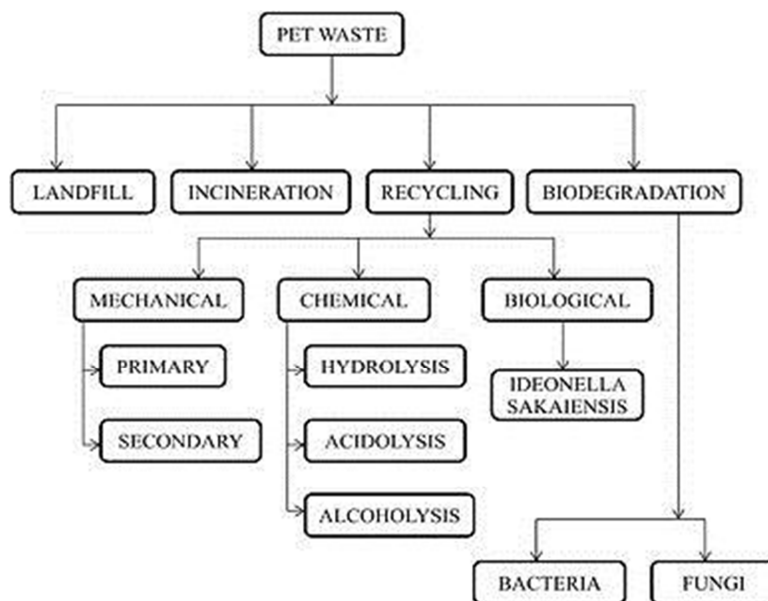 PET WASTE
LANDFILL
INCINERATION
RECYCLING
BIODEGRADATION
MECHANICAL
CHEMICAL
BIOLOGICAL
PRIMARY
HYDROLYSIS
IDEONELLA
SAKAIENSIS
SECONDARY
ACIDOLYSIS
ALCOHOLYSIS
BACTERIA
FUNGI